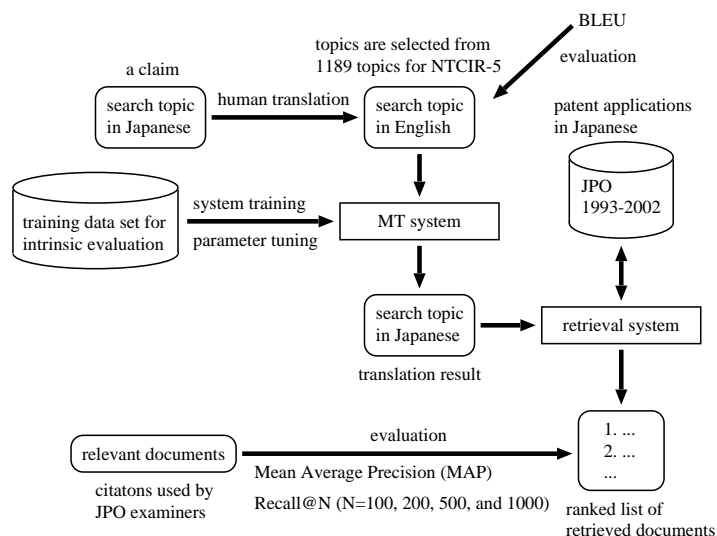 BLEU
topics are selected from
1189 topics for NTCIR-5
evaluation
a claim
search topic
in Japanese
human translation
search topic
in English
patent applications
in Japanese
JPO
1993-2002
training data set for
intrinsic evaluation
system training
parameter tuning
MT system
search topic
in Japanese
translation result
retrieval system
relevant documents
citatons used by
JPO examiners
evaluation
Mean Average Precision (MAP)
Recall@N (N=100, 200, 500, and 1000)
1. ...
2. ...
...
ranked list of
retrieved documents